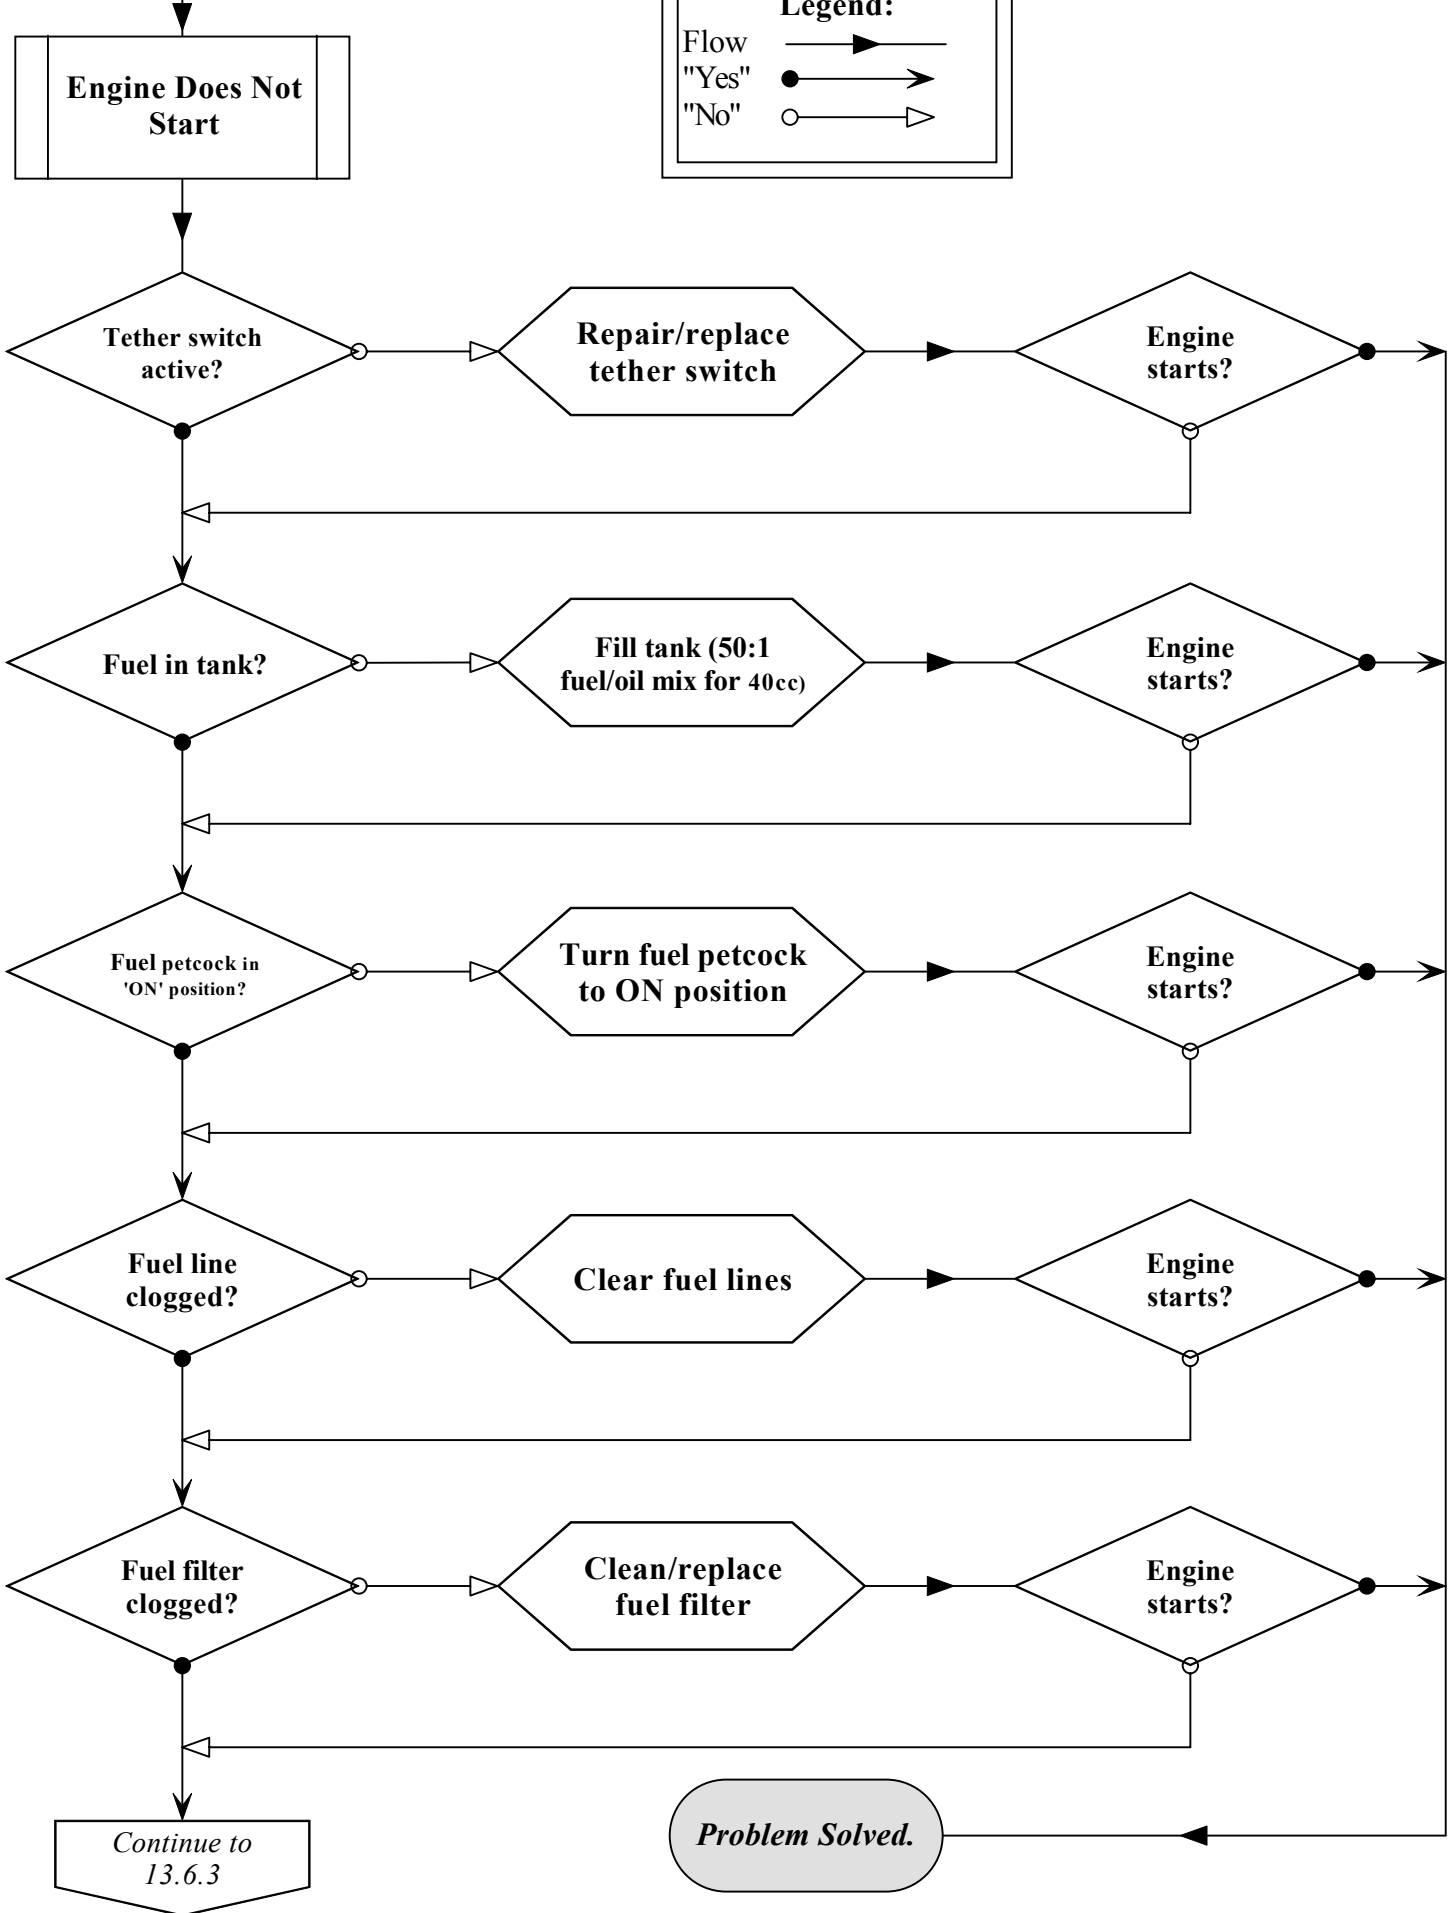 Legend:
Flow
"Yes"
"No"
Engine Does Not
Start
Tether switch
active?
Repair/replace
tether switch
Engine
starts?
Fuel in tank?
Fill tank (50:1
fuel/oil mix for 40cc)
Engine
starts?
Fuel petcock in
'ON' position?
Turn fuel petcock
to ON position
Engine
starts?
Fuel line
clogged?
Clear fuel lines
Engine
starts?
Fuel filter
clogged?
Clean/replace
fuel filter
Engine
starts?
Continue to
13.6.3
Problem Solved.